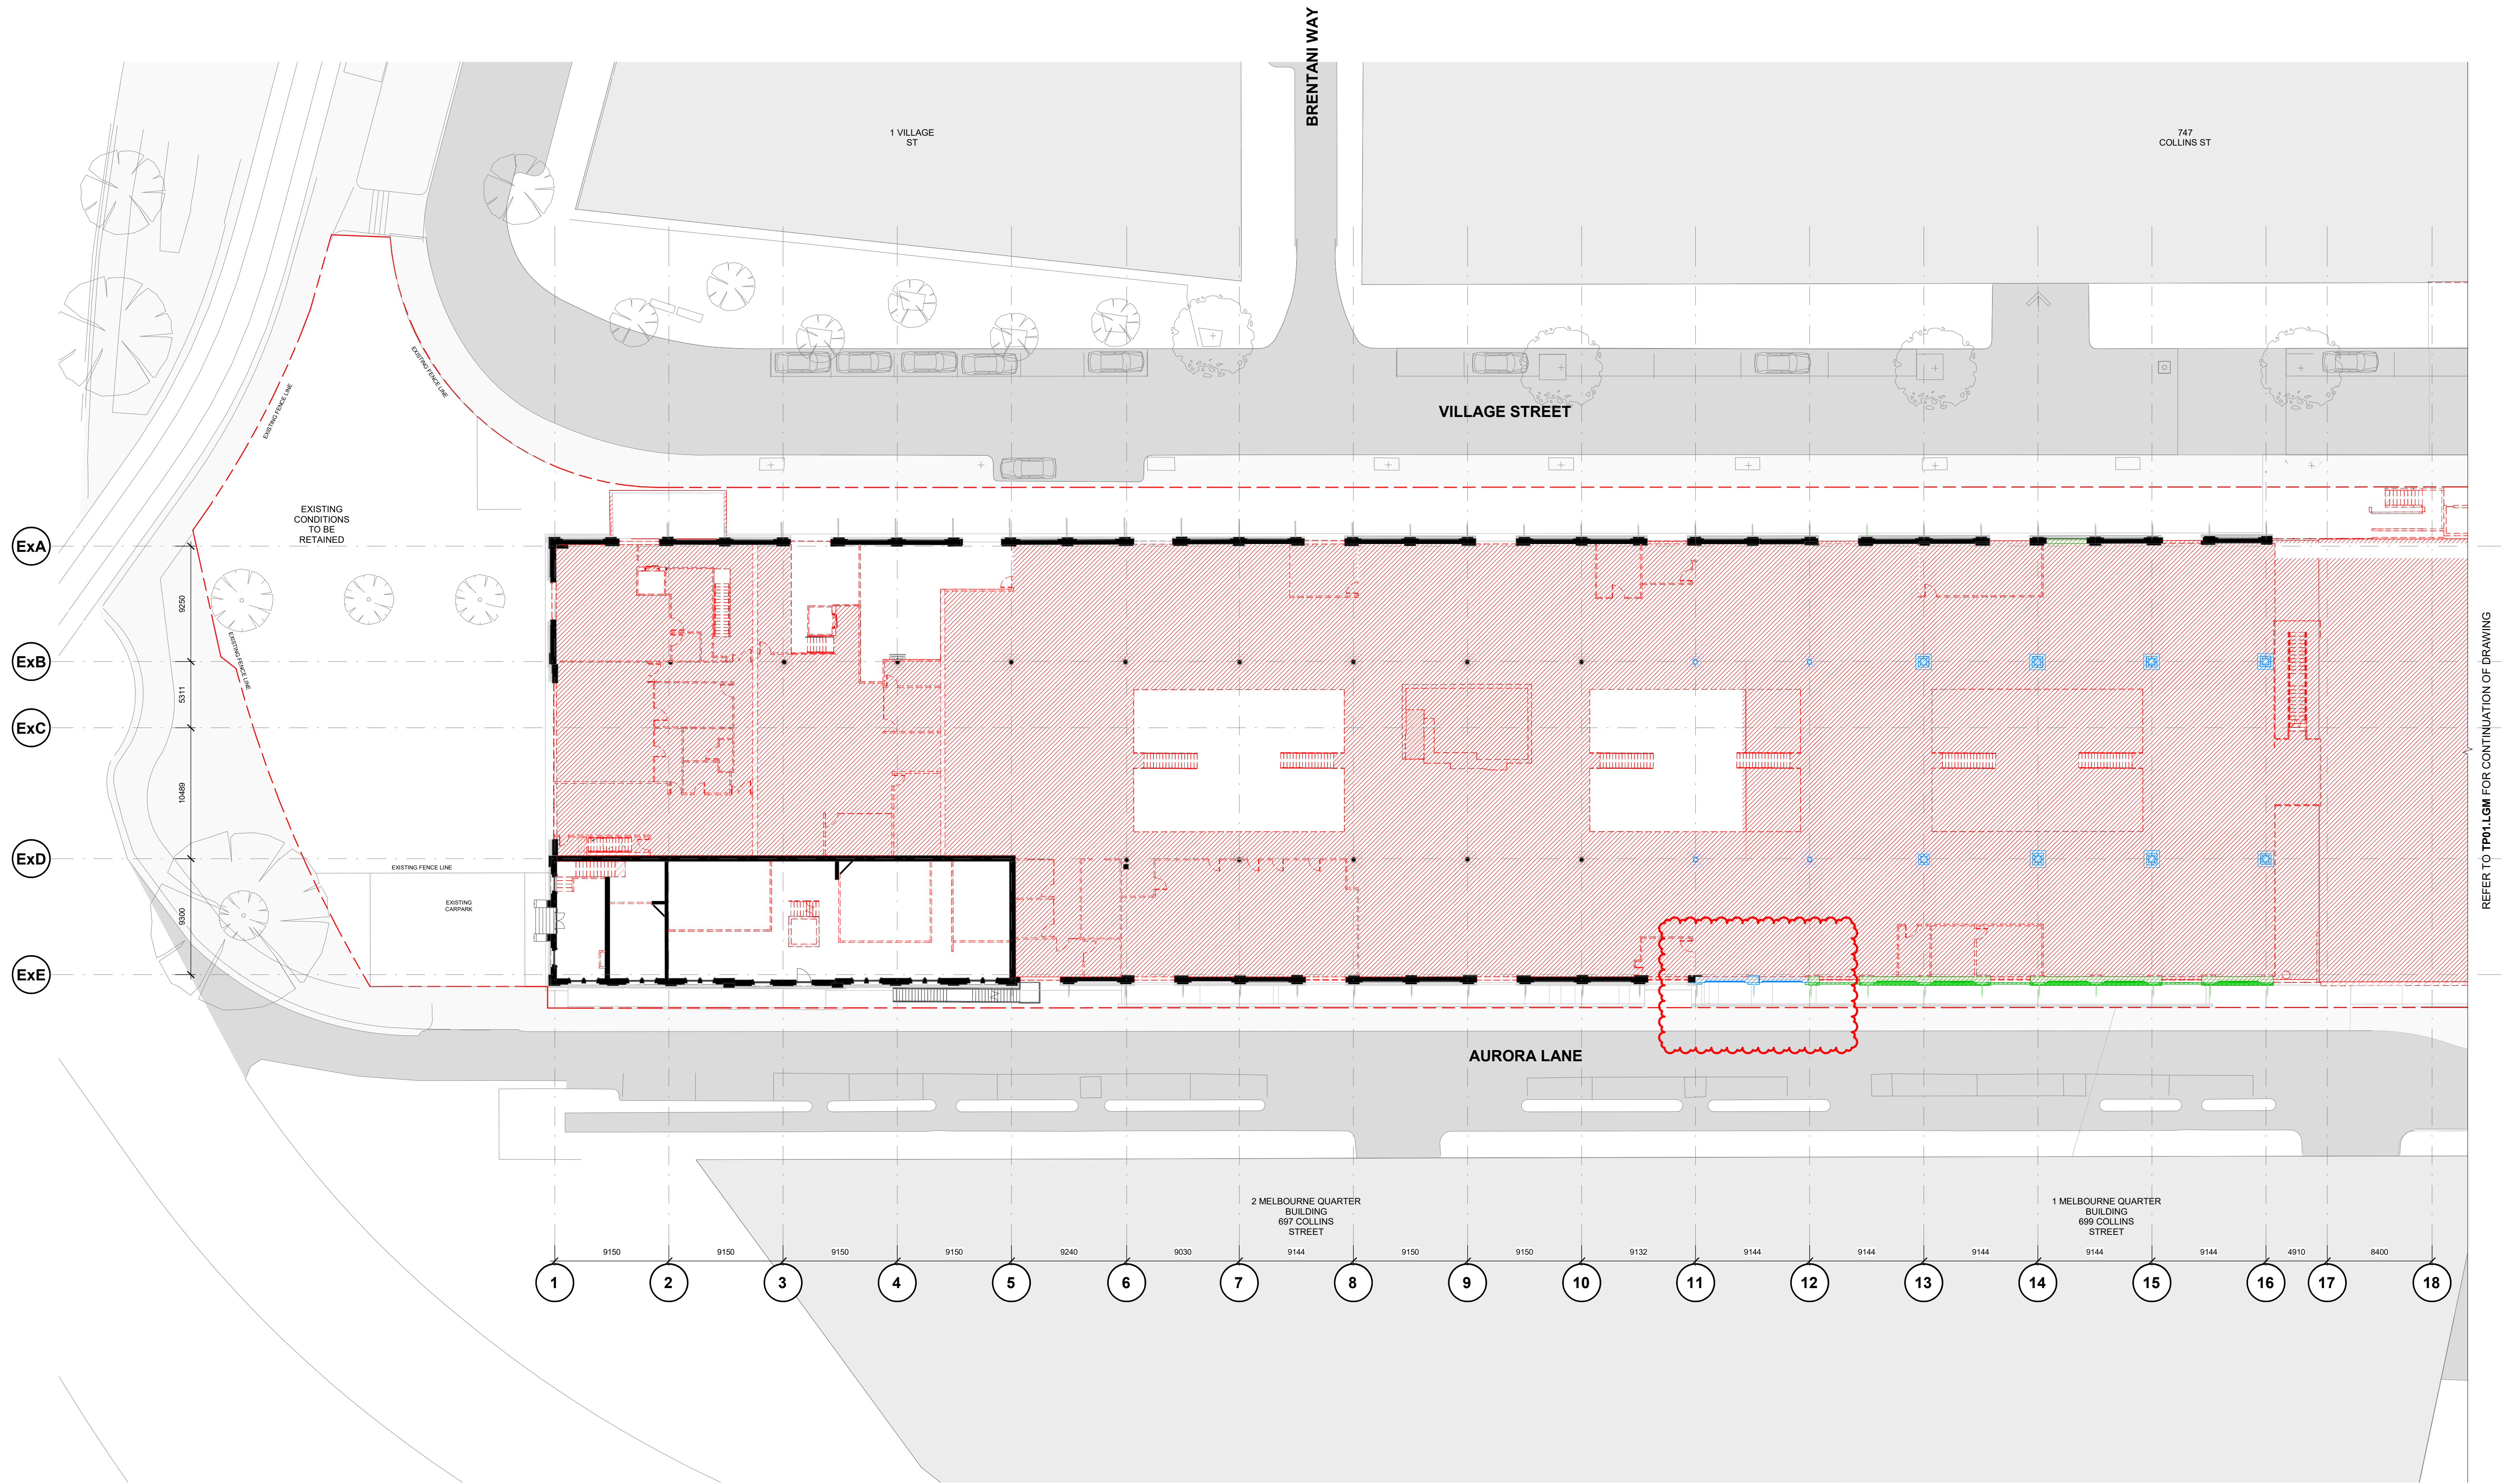 BRENTANI WAY
1 VILLAGE
ST
747
COLLINS ST
EXISTING FENCE LINE
EXISTING FENCE LINE
VILLAGE STREET
EXISTING
CONDITIONS
TO BE
RETAINED
ExA
9250
EXISTING FENCE LINE
ExB
5311
ExC
10489
ExD
EXISTING FENCE LINE
EXISTING
CARPARK
9300
ExE
REFER TO TP01.LGM FOR CONTINUATION OF DRAWING
AURORA LANE
2 MELBOURNE QUARTER
BUILDING
697 COLLINS
STREET
1 MELBOURNE QUARTER
BUILDING
699 COLLINS
STREET
9150 9150 9150 9150 9240 9030 9144 9150 9150 9132 9144 9144 9144 9144 9144 4910 8400
1 2 3 4 5 6 7 8 9 10 11 12 13 14 15 16 17 18